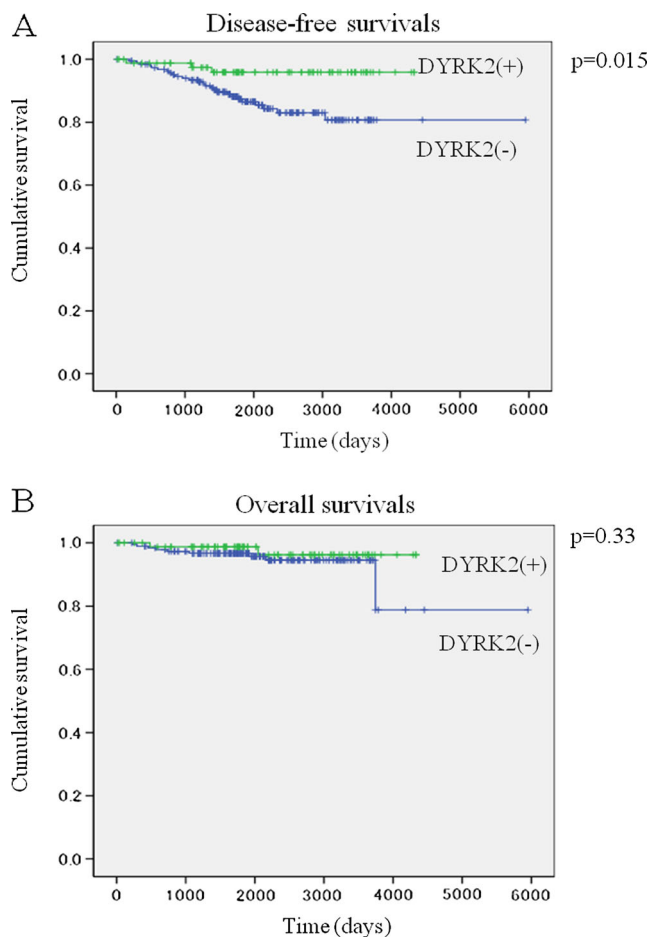 A
Disease-free survivals
p=0.015
Cumulative survival
1.0
0.8
0.6
0.4
0.2
0.0
DYRK2(+)
DYRK2(-)
0 1000 2000 3000 4000 5000 6000
Time (days)
B
Overall survivals
p=0.33
Cumulative survival
1.0
0.8
0.6
0.4
0.2
0.0
DYRK2(+)
DYRK2(-)
0 1000 2000 3000 4000 5000 6000
Time (days)